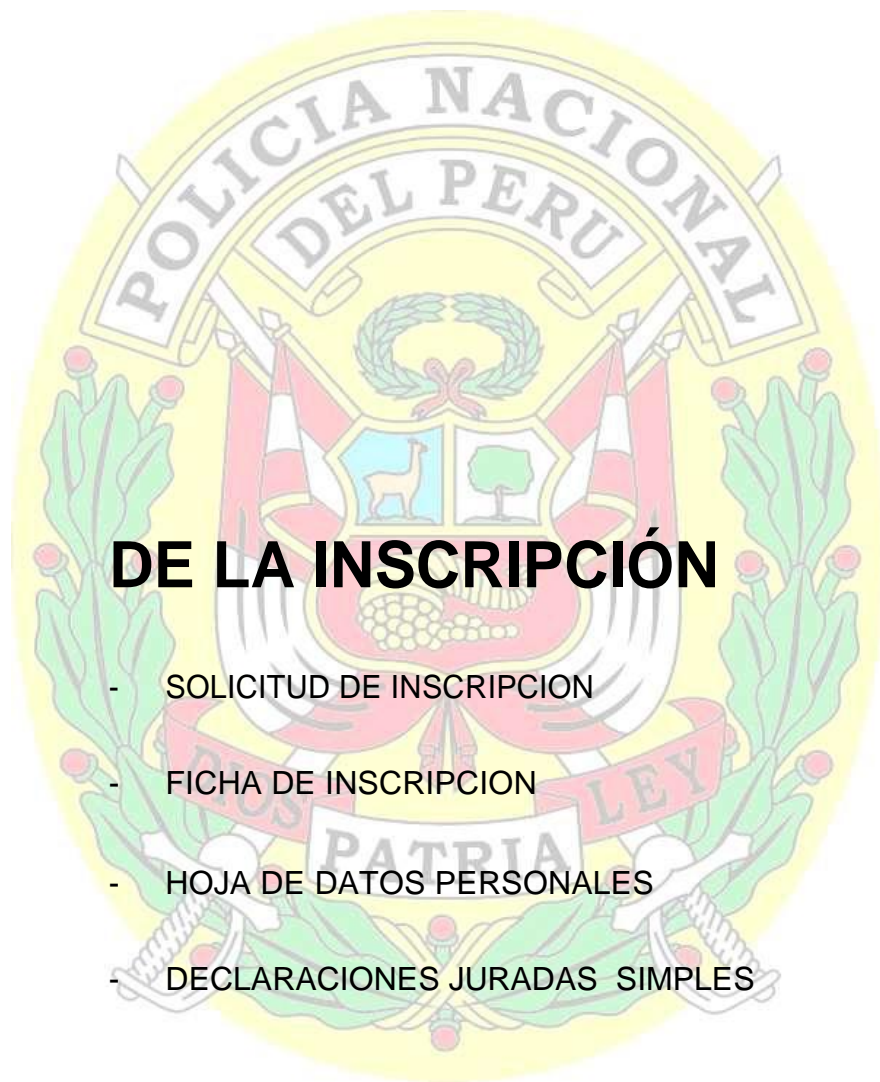 POLICIA NACIONAL
DEL PERU
DE LA INSCRIPCIÓN
- SOLICITUD DE INSCRIPCION
- FICHA DE INSCRIPCION
DIOS PATRIA LEY
- HOJA DE DATOS PERSONALES
- DECLARACIONES JURADAS SIMPLES